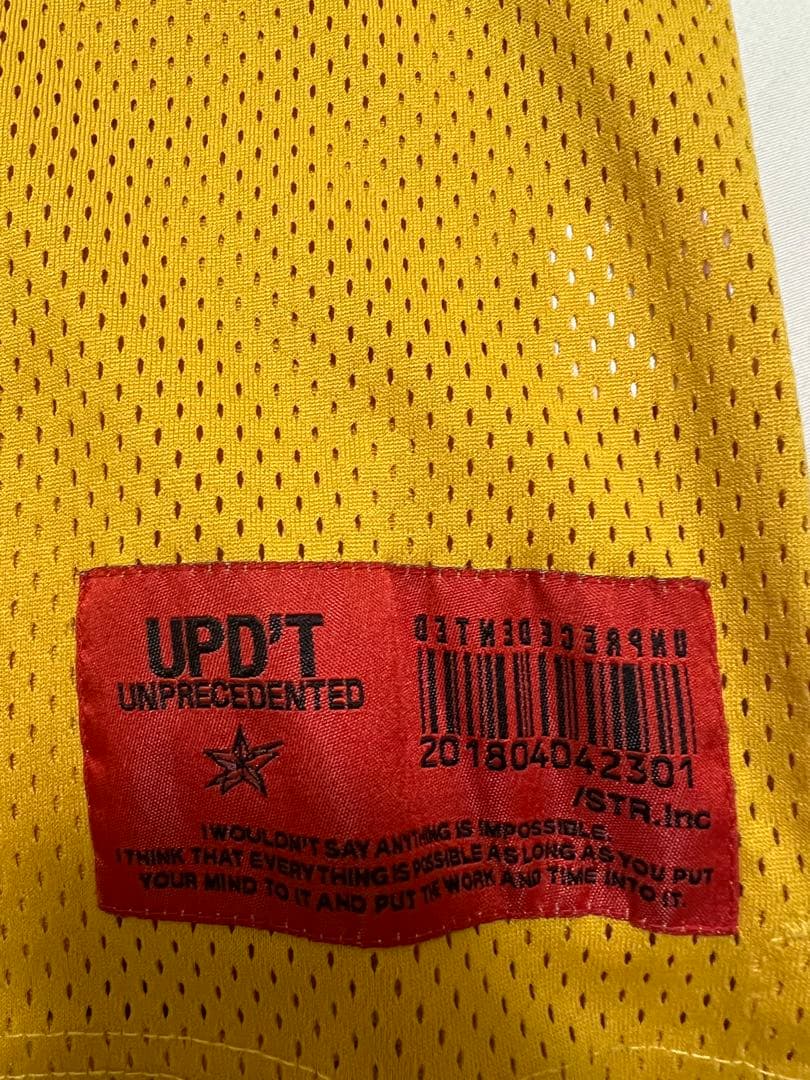 UPD'T
UNPRECEDENTED
UNPRECEDENTED
201804042301
/STR.Inc
I WOULDN'T SAY ANYTHING IS IMPOSSIBLE.
I THINK THAT EVERYTHING IS POSSIBLE AS LONG AS YOU PUT
YOUR MIND TO IT AND PUT THE WORK AND TIME INTO IT.